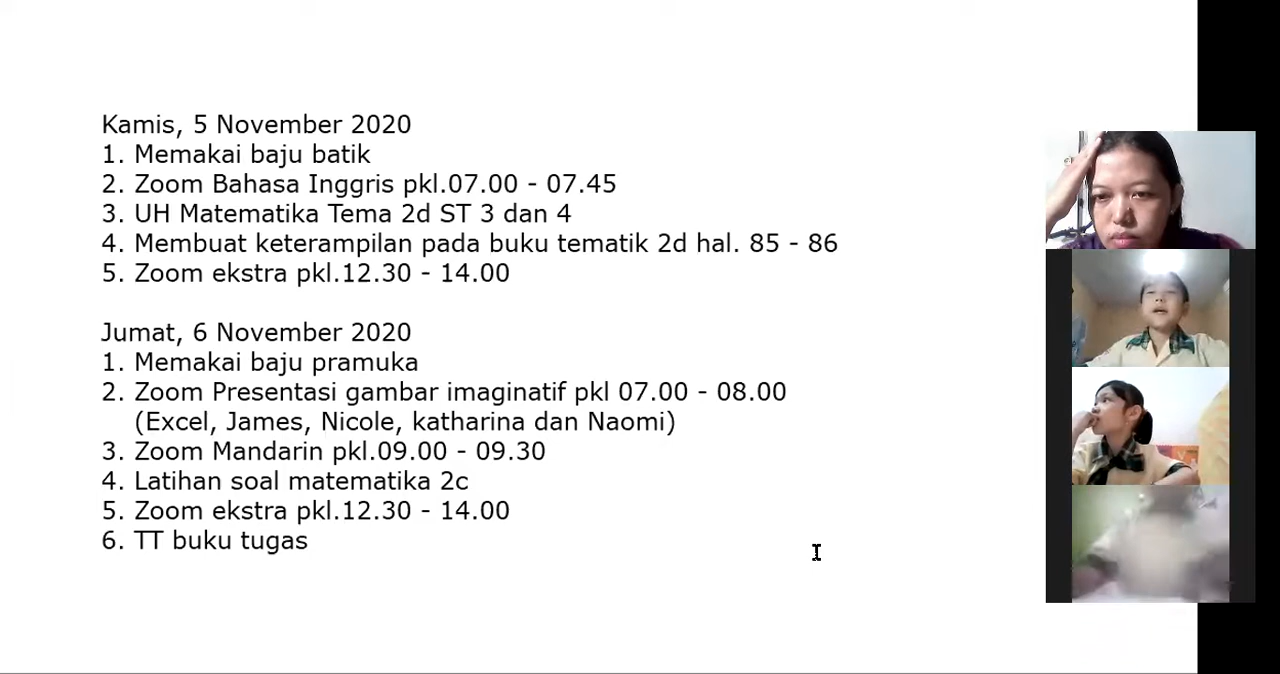 Kamis, 5 November 2020
1. Memakai baju batik
2. Zoom Bahasa Inggris pkl.07.00 - 07.45
3. UH Matematika Tema 2d ST 3 dan 4
4. Membuat keterampilan pada buku tematik 2d hal. 85 - 86
5. Zoom ekstra pkl.12.30 - 14.00
Jumat, 6 November 2020
1. Memakai baju pramuka
2. Zoom Presentasi gambar imaginatif pkl 07.00 - 08.00
(Excel, James, Nicole, katharina dan Naomi)
3. Zoom Mandarin pkl.09.00 - 09.30
4. Latihan soal matematika 2c
5. Zoom ekstra pkl.12.30 - 14.00
6. TT buku tugas